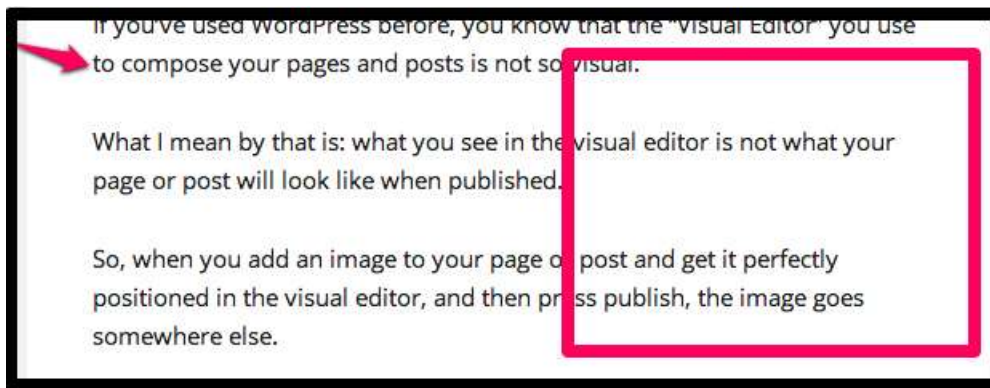 If you've used WordPress before, you know that the "Visual Editor" you use
to compose your pages and posts is not so visual.
What I mean by that is: what you see in the visual editor is not what your
page or post will look like when published.
So, when you add an image to your page or post and get it perfectly
positioned in the visual editor, and then press publish, the image goes
somewhere else.